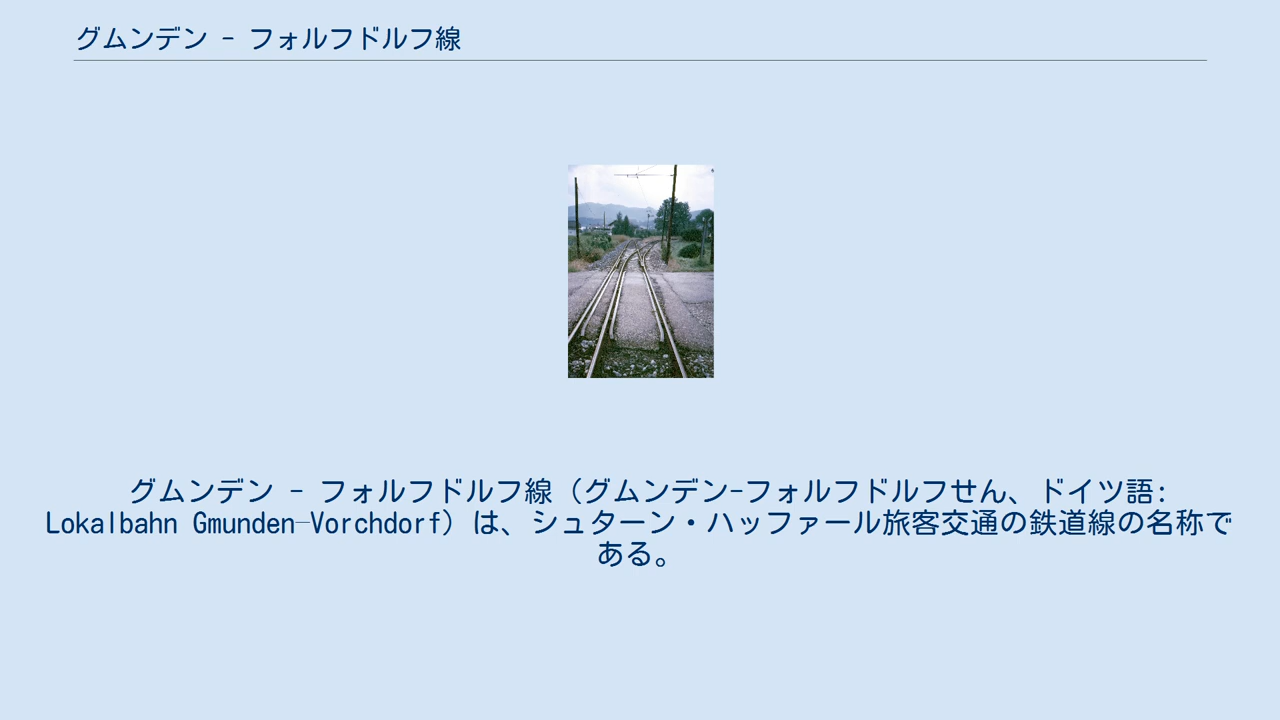 グムンデン - フォルフドルフ線
グムンデン - フォルフドルフ線（グムンデン-フォルフドルフせん、ドイツ語:
Lokalbahn Gmunden–Vorchdorf）は、シュターン・ハッファール旅客交通の鉄道線の名称で
ある。